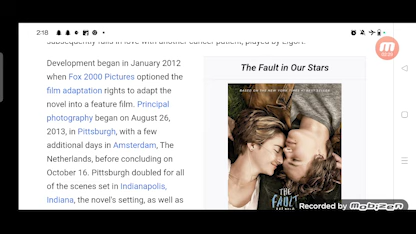 2:18
subsequently falls in love with another cancer patient, played by Elgort.
Development began in January 2012
when Fox 2000 Pictures optioned the
film adaptation rights to adapt the
novel into a feature film. Principal
photography began on August 26,
2013, in Pittsburgh, with a few
additional days in Amsterdam, The
Netherlands, before concluding on
October 16. Pittsburgh doubled for all
of the scenes set in Indianapolis,
Indiana, the novel's setting, as well as
The Fault in Our Stars
THE
FAULT
Recorded by mobizen